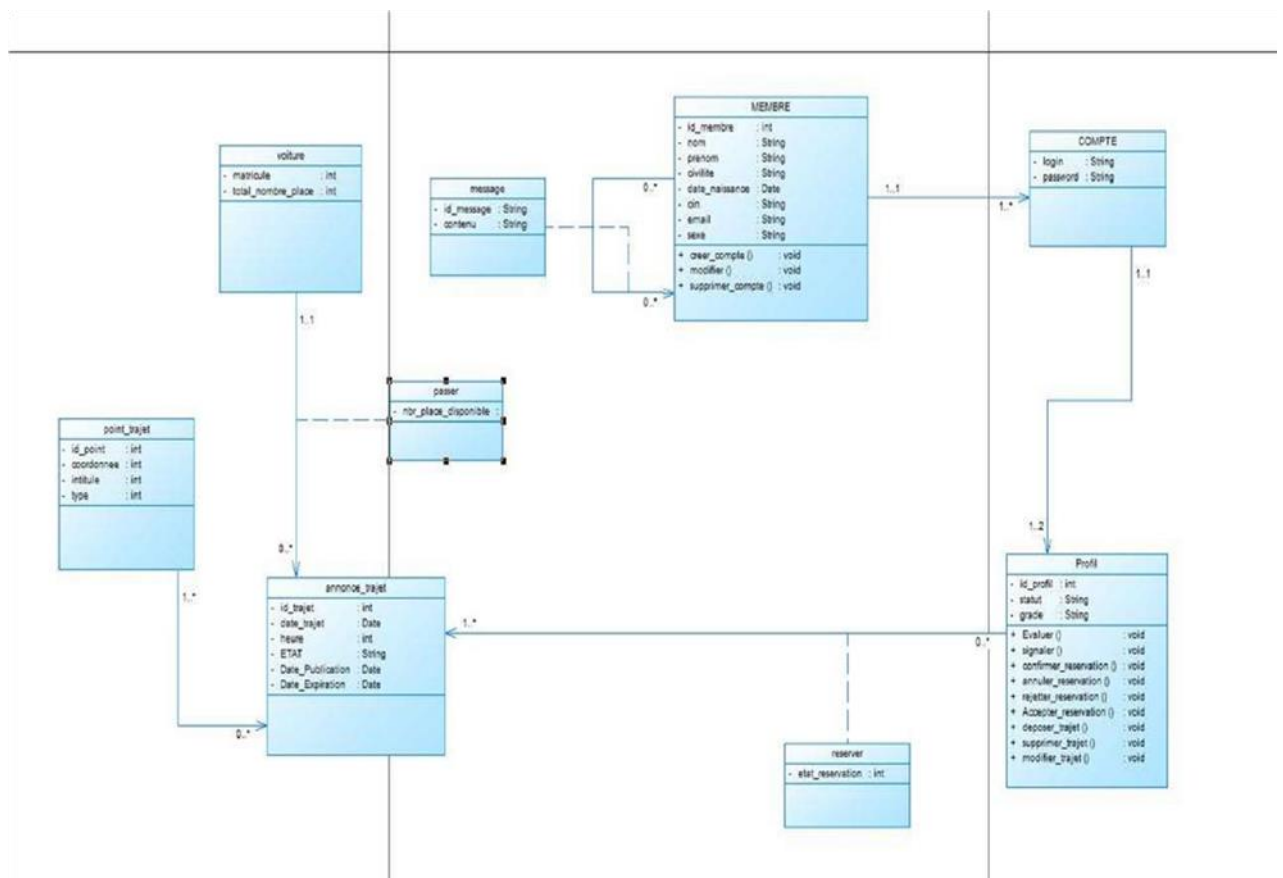 MEMBRE
- id_membre : int
- nom : String
- prenom : String
- civilite : String
- date_naissance : Date
- cin : String
- email : String
- sexe : String
+ creer_compte () : void
+ modifier () : void
+ supprimer_compte () : void
COMPTE
- login : String
- password : String
voiture
- matricule : int
- total_nombre_place : int
message
- id_message : String
- contenu : String
0..*
0..*
1..1
1..*
1..1
1..1
passer
- nbr_place_disponible :
point_trajet
- id_point : int
- coordonnee : int
- intitule : int
- type : int
1..2
0..*
1..*
0..*
annonce_trajet
- id_trajet : int
- date_trajet : Date
- heure : int
- ETAT : String
- Date_Publication : Date
- Date_Expiration : Date
1..*
0..*
Profil
- id_profil : int
- statut : String
- grade : String
+ Evaluer () : void
+ signaler () : void
+ confirmer_reservation () : void
+ annuler_reservation () : void
+ rejetter_reservation () : void
+ Accepter_reservation () : void
+ deposer_trajet () : void
+ supprimer_trajet () : void
+ modifier_trajet () : void
reserver
- etat_reservation : int